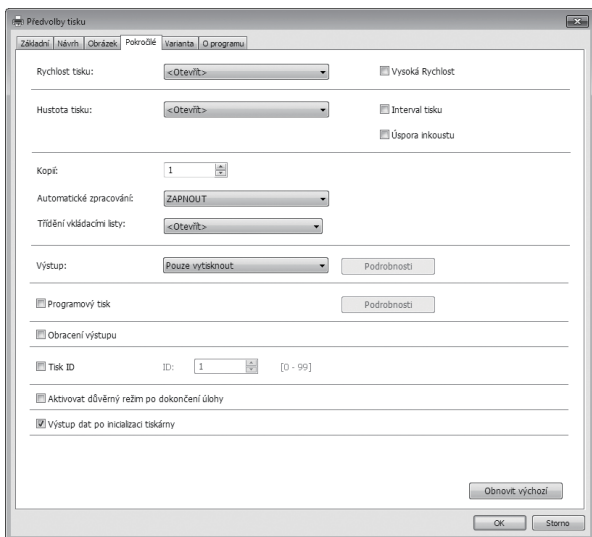 Předvolby tisku
Základní Návrh Obrázek Pokročilé Varianta O programu
Rychlost tisku: <Otevřít> Vysoká Rychlost
Hustota tisku: <Otevřít> Interval tisku
Úspora inkoustu
Kopií: 1
Automatické zpracování: ZAPNOUT
Třídění vkládacími listy: <Otevřít>
Výstup: Pouze vytisknout Podrobnosti
Programový tisk Podrobnosti
Obracení výstupu
Tisk ID ID: 1 [0 - 99]
Aktivovat důvěrný režim po dokončení úlohy
Výstup dat po inicializaci tiskárny
Obnovit výchozí
OK Storno